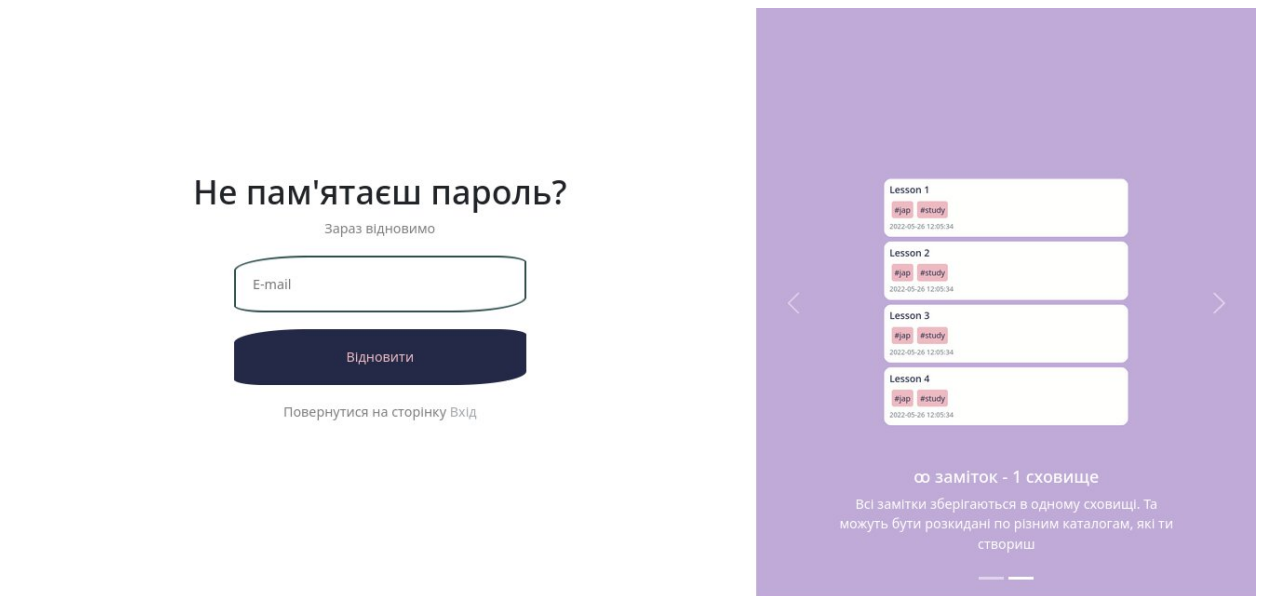 Не пам'ятаєш пароль?
Зараз відновимо
E-mail
Відновити
Повернутися на сторінку Вхід
Lesson 1
#jap #study
2022-05-26 12:05:34
Lesson 2
#jap #study
2022-05-26 12:05:34
Lesson 3
#jap #study
2022-05-26 12:05:34
Lesson 4
#jap #study
2022-05-26 12:05:34
ꝏ заміток - 1 сховище
Всі замітки зберігаються в одному сховищі. Та
можуть бути розкидані по різним каталогам, які ти
створиш